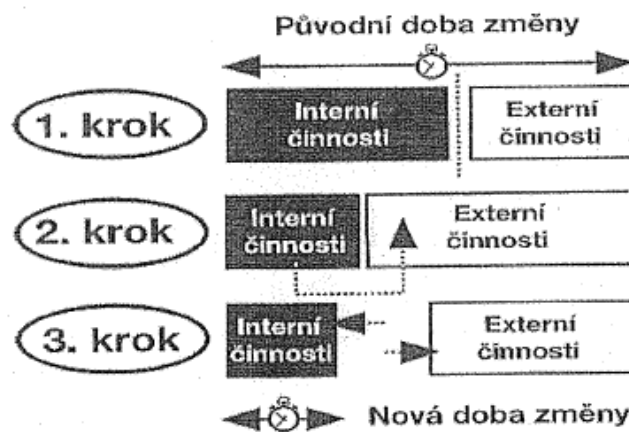 Původní doba změny
1. krok
Interní
činnosti
Externí
čínnosti
2. krok
Interní
činnosti
Externí
činnosti
3. krok
Interní
činnosti
Externí
činnosti
Nová doba změny